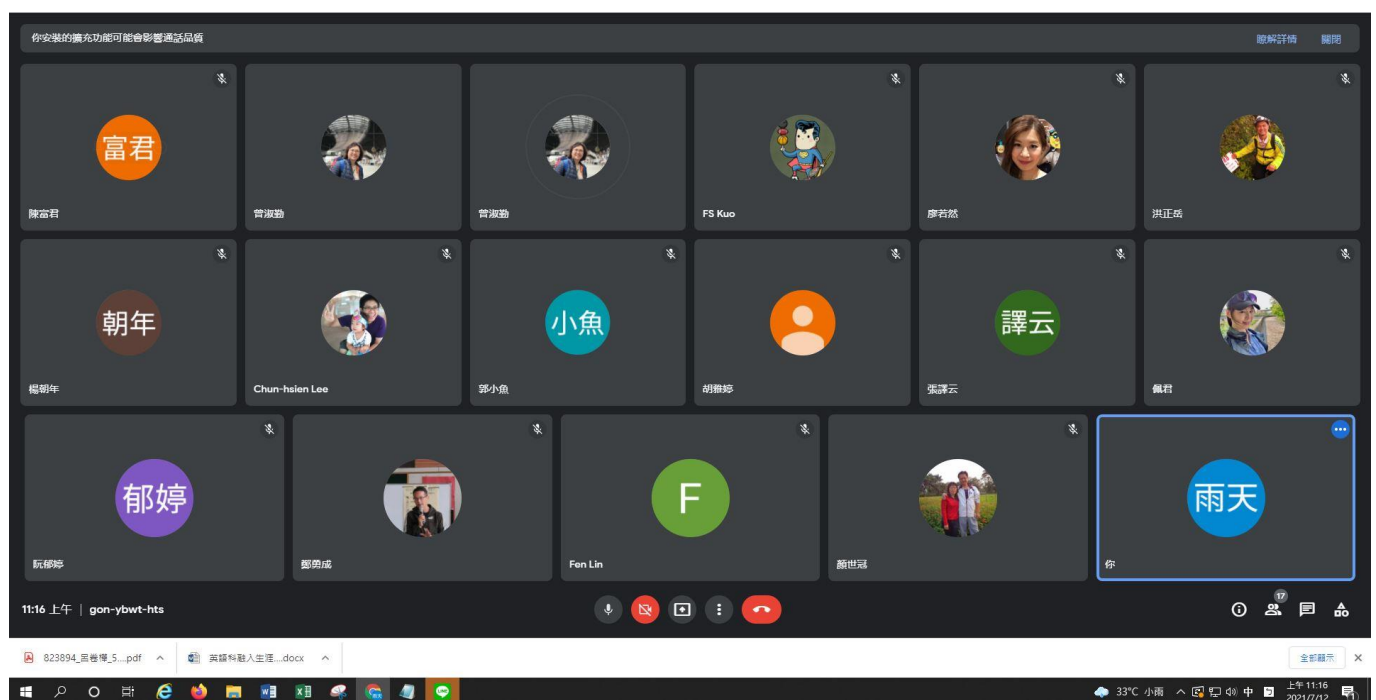 你安裝的擴充功能可能會影響通話品質
瞭解詳情 關閉
富君
陳富君
曾淑勤
曾淑勤
FS Kuo
廖若然
洪正岳
朝年
小魚
譯云
楊朝年
Chun-hsien Lee
郭小魚
胡雅婷
張譯云
佩君
郁婷
F
雨天
阮郁婷
鄭勇成
Fen Lin
顏世冠
你
11:16 上午 | gon-ybwt-hts
17
823894_呂卷樺_5....pdf
英語科融入生涯....docx
全部顯示
33°C 小雨
中
上午 11:16
2021/7/12